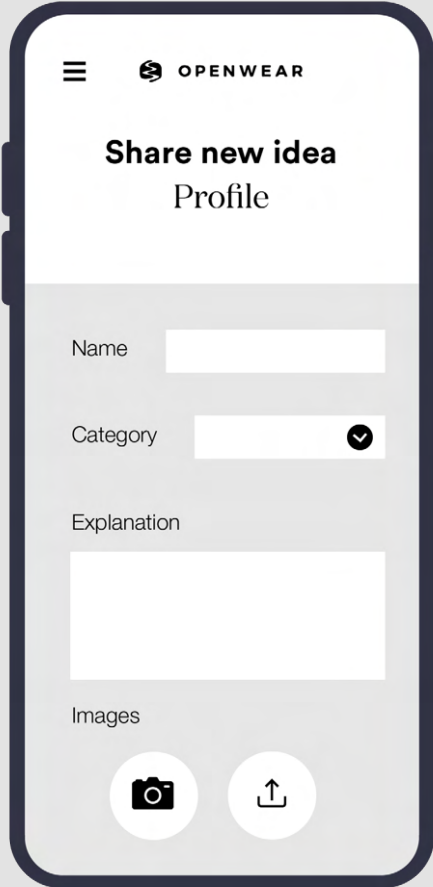 OPENWEAR
Share new idea
Profile
Name
Category
Explanation
Images